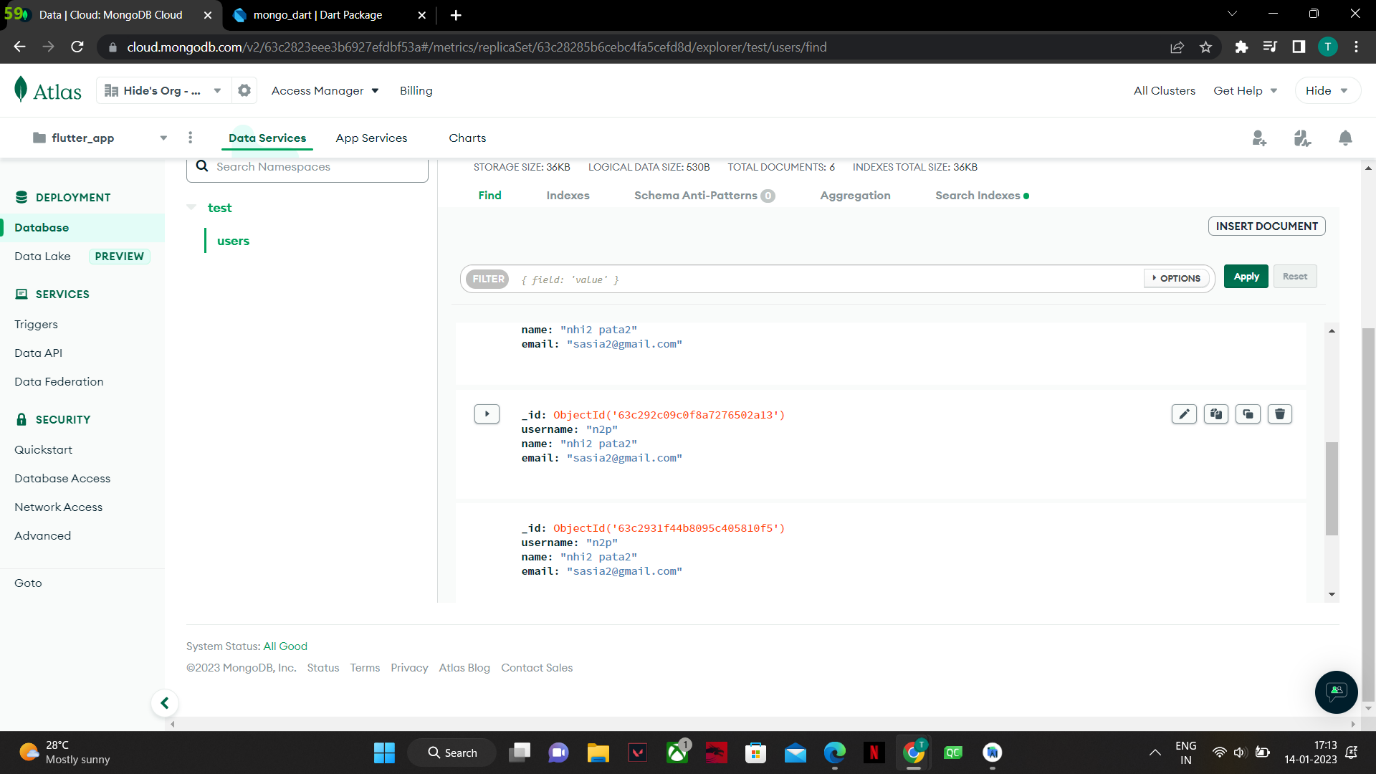 59
Data | Cloud: MongoDB Cloud
mongo_dart | Dart Package
cloud.mongodb.com/v2/63c2823eee3b6927efdbf53a#/metrics/replicaSet/63c28285b6cebc4fa5cefd8d/explorer/test/users/find
T
Atlas
Hide's Org - ...
Access Manager
Billing
All Clusters
Get Help
Hide
flutter_app
Data Services
App Services
Charts
DEPLOYMENT
Database
Data Lake
PREVIEW
SERVICES
Triggers
Data API
Data Federation
SECURITY
Quickstart
Database Access
Network Access
Advanced
Goto
Search Namespaces
test
users
STORAGE SIZE: 36KB LOGICAL DATA SIZE: 530B TOTAL DOCUMENTS: 6 INDEXES TOTAL SIZE: 36KB
Find
Indexes
Schema Anti-Patterns 0
Aggregation
Search Indexes
INSERT DOCUMENT
FILTER
{ field: 'value' }
OPTIONS
Apply
Reset
name: "nhi2 pata2"
email: "sasia2@gmail.com"
_id: ObjectId('63c292c09c0f8a7276502a13')
username: "n2p"
name: "nhi2 pata2"
email: "sasia2@gmail.com"
_id: ObjectId('63c2931f44b8095c405810f5')
username: "n2p"
name: "nhi2 pata2"
email: "sasia2@gmail.com"
System Status: All Good
©2023 MongoDB, Inc. Status Terms Privacy Atlas Blog Contact Sales
28°C
Mostly sunny
Search
1
N
T
QC
ENG
IN
17:13
14-01-2023